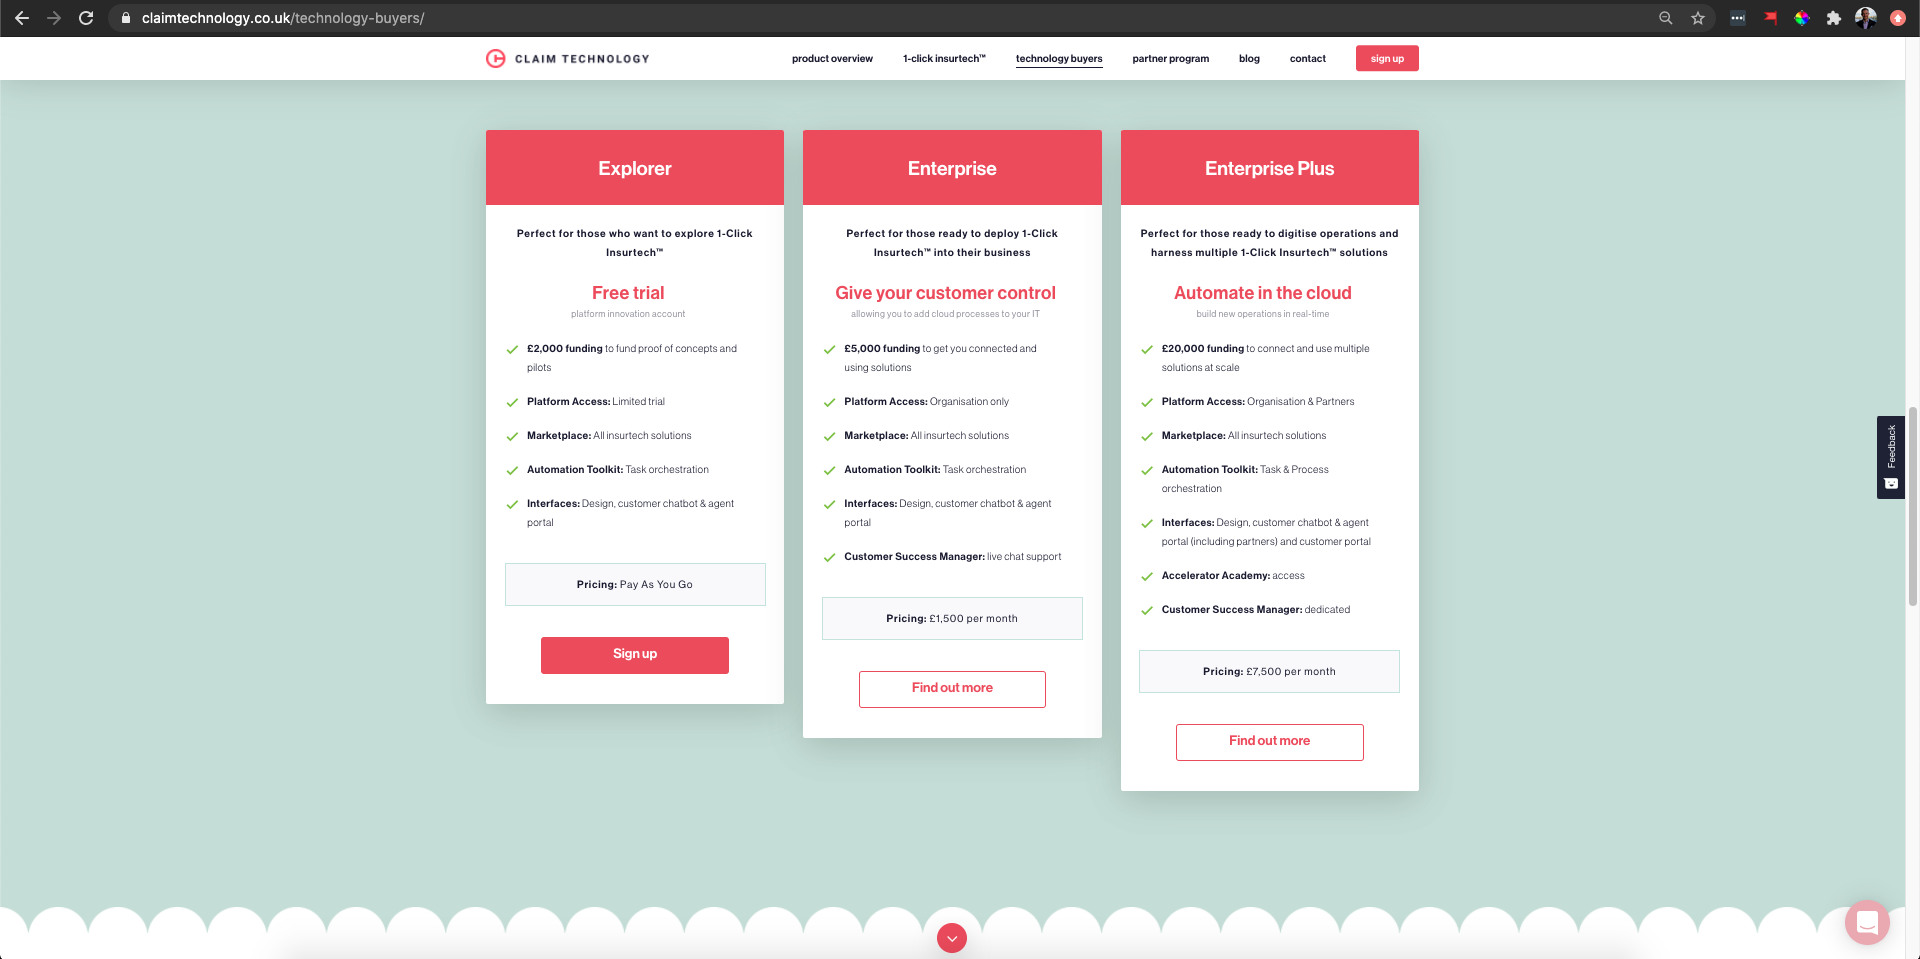 claimtechnology.co.uk/technology-buyers/
CLAIM TECHNOLOGY
product overview
1-click insurtech™
technology buyers
partner program
blog
contact
sign up
Explorer
Perfect for those who want to explore 1-Click
Insurtech™
Free trial
platform innovation account
£2,000 funding to fund proof of concepts and
pilots
Platform Access: Limited trial
Marketplace: All insurtech solutions
Automation Toolkit: Task orchestration
Interfaces: Design, customer chatbot & agent
portal
Pricing: Pay As You Go
Sign up
Enterprise
Perfect for those ready to deploy 1-Click
Insurtech™ into their business
Give your customer control
allowing you to add cloud processes to your IT
£5,000 funding to get you connected and
using solutions
Platform Access: Organisation only
Marketplace: All insurtech solutions
Automation Toolkit: Task orchestration
Interfaces: Design, customer chatbot & agent
portal
Customer Success Manager: live chat support
Pricing: £1,500 per month
Find out more
Enterprise Plus
Perfect for those ready to digitise operations and
harness multiple 1-Click Insurtech™ solutions
Automate in the cloud
build new operations in real-time
£20,000 funding to connect and use multiple
solutions at scale
Platform Access: Organisation & Partners
Marketplace: All insurtech solutions
Automation Toolkit: Task & Process
orchestration
Interfaces: Design, customer chatbot & agent
portal (including partners) and customer portal
Accelerator Academy: access
Customer Success Manager: dedicated
Pricing: £7,500 per month
Find out more
Feedback